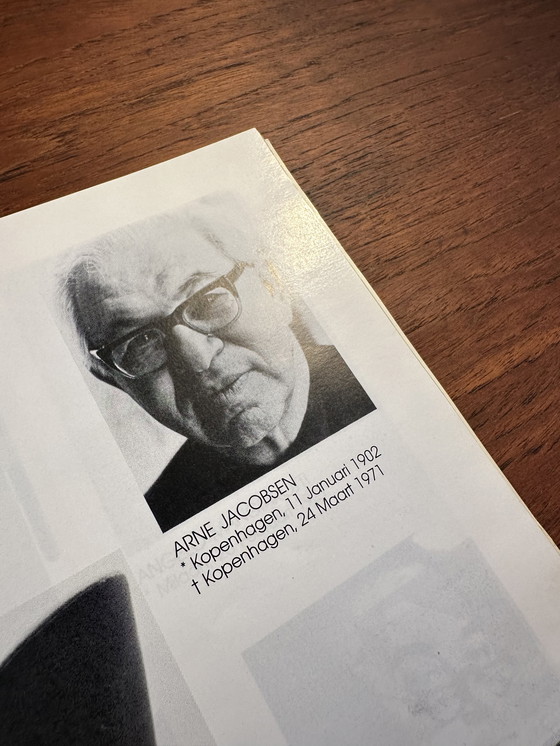 ARNE JACOBSEN
* Kopenhagen, 11 Januari 1902
† Kopenhagen, 24 Maart 1971